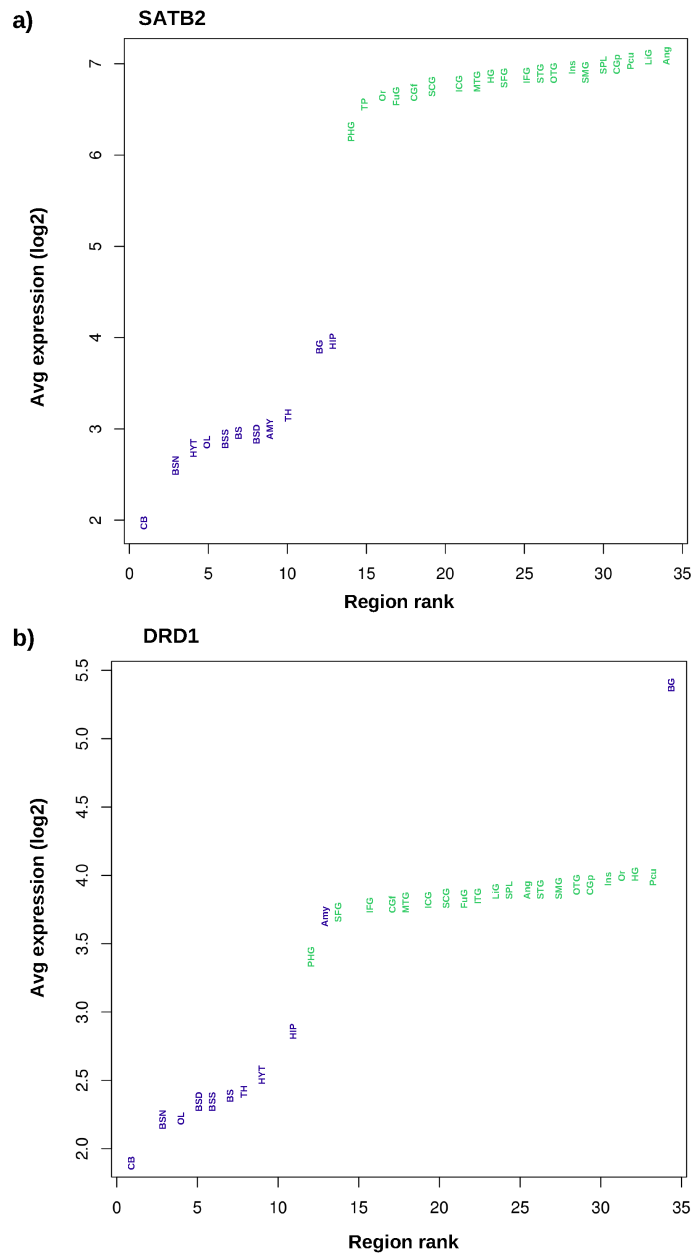 a)
SATB2
Avg expression (log2)
7
6
5
4
3
2
CB
BSN
HYT
OL
BSS
BS
BSD
AMY
TH
BG
HIP
PHG
TP
Or
FuG
CGf
SCG
ICG
MTG
HG
SFG
IFG
STG
OTG
Ins
SMG
SPL
CGp
Pcu
LiG
Ang
0 5 10 15 20 25 30 35
Region rank
b)
DRD1
Avg expression (log2)
5.5
5.0
4.5
4.0
3.5
3.0
2.5
2.0
CB
BSN
OL
BSD
BSS
BS
TH
HYT
HIP
PHG
Amy
SFG
IFG
CGf
MTG
ICG
SCG
FuG
ITG
LiG
SPL
Ang
STG
SMG
OTG
CGp
Ins
Or
HG
Pcu
BG
0 5 10 15 20 25 30 35
Region rank